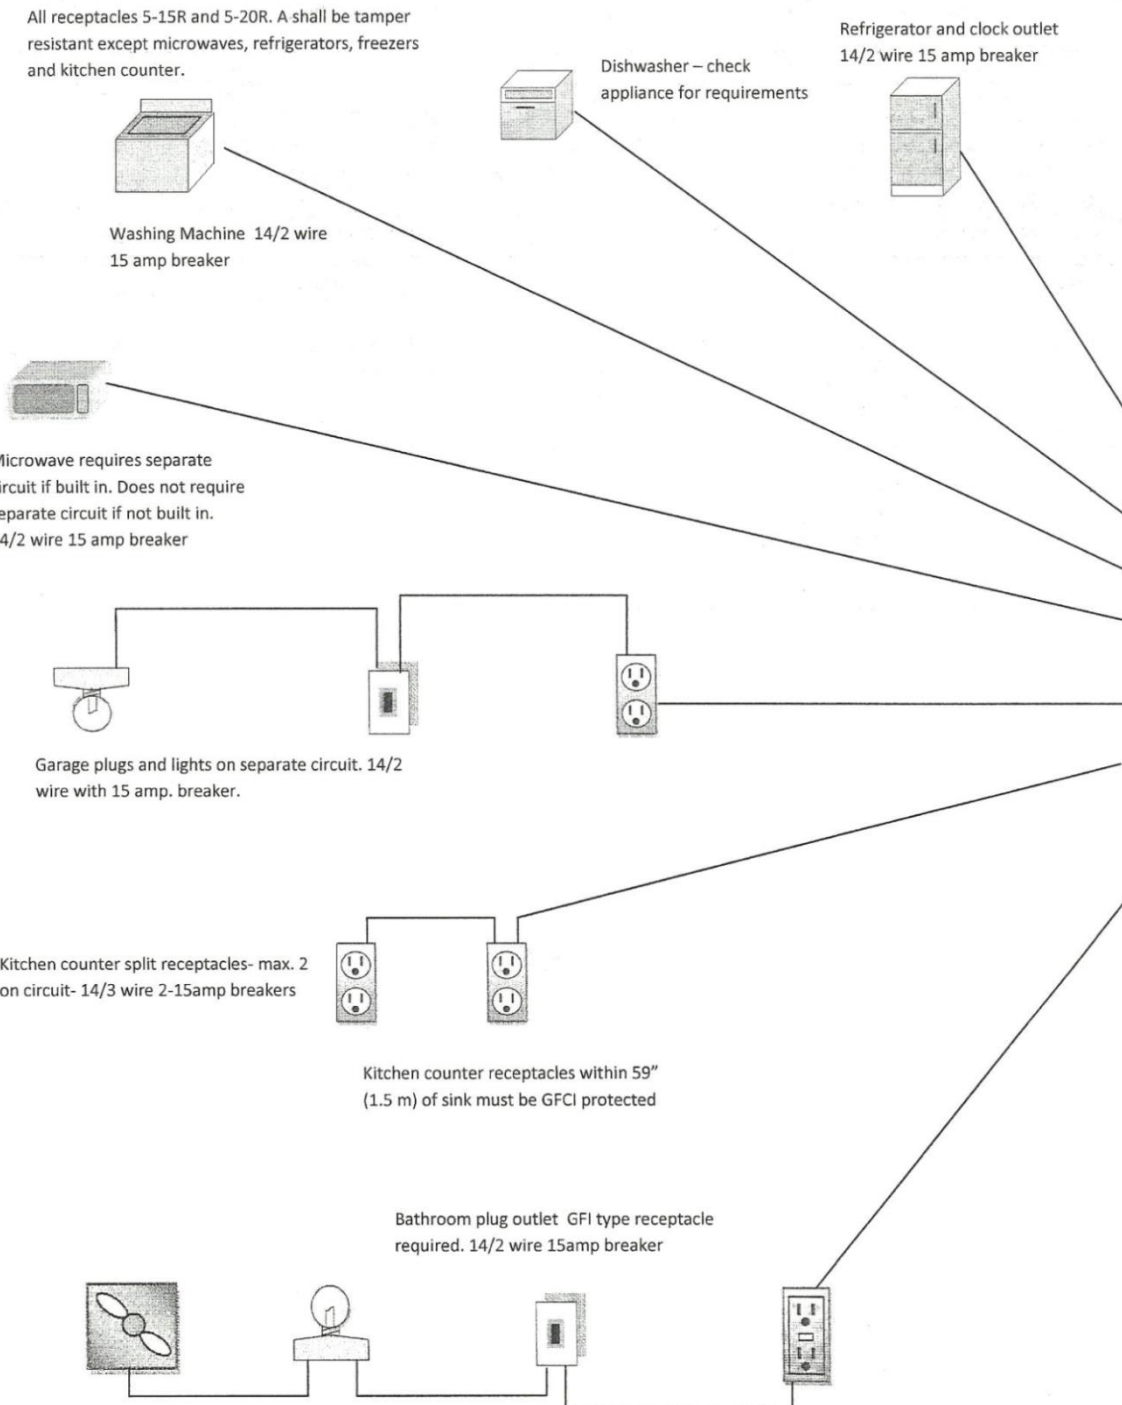 All receptacles 5-15R and 5-20R. A shall be tamper
resistant except microwaves, refrigerators, freezers
and kitchen counter.
Refrigerator and clock outlet
14/2 wire 15 amp breaker
Dishwasher – check
appliance for requirements
Washing Machine 14/2 wire
15 amp breaker
Microwave requires separate
ircuit if built in. Does not require
eparate circuit if not built in.
4/2 wire 15 amp breaker
Garage plugs and lights on separate circuit. 14/2
wire with 15 amp. breaker.
Kitchen counter split receptacles- max. 2
on circuit- 14/3 wire 2-15amp breakers
Kitchen counter receptacles within 59”
(1.5 m) of sink must be GFCI protected
Bathroom plug outlet GFI type receptacle
required. 14/2 wire 15amp breaker